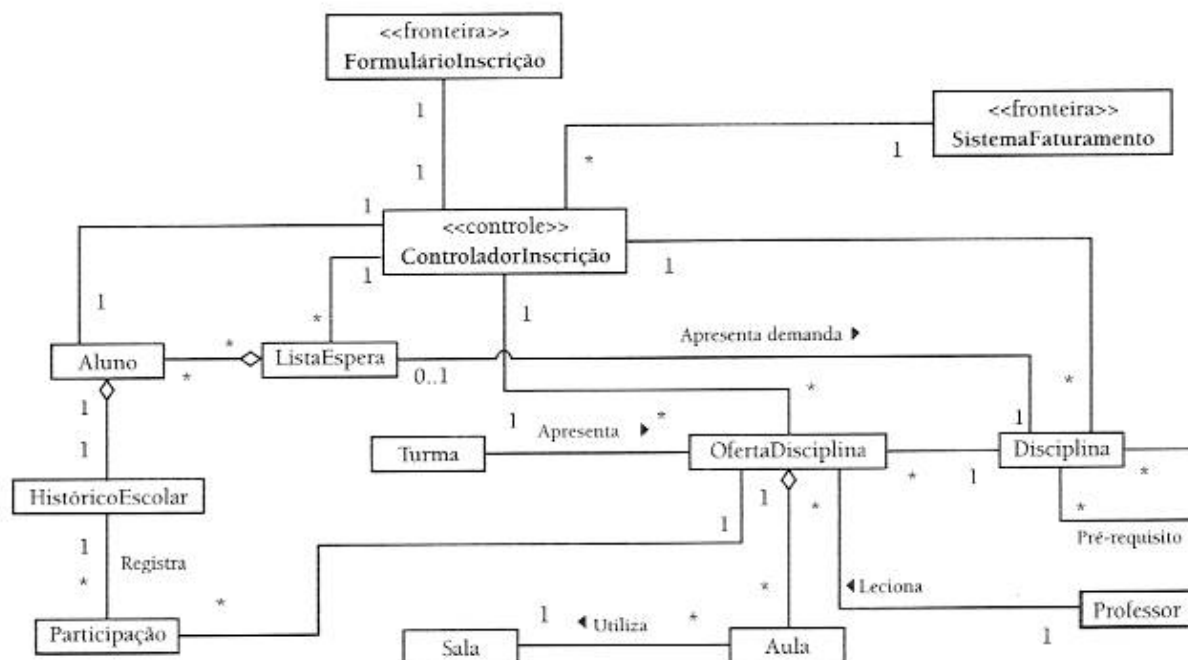 <<fronteira>>
FormulárioInscrição
<<fronteira>>
SistemaFaturamento
1
1
*
1
1
<<controle>>
ControladorInscrição
1
1
1
1
*
Apresenta demanda ▶
*
Aluno
ListaEspera
*
0..1
*
*
1
1
Apresenta ▶
*
1
Turma
OfertaDisciplina
Disciplina
1
*
1
*
HistóricoEscolar
1
*
*
1
1
Pré-requisito
Registra
*
*
*
◀ Leciona
1
◀ Utiliza
*
Professor
Participação
1
Sala
Aula